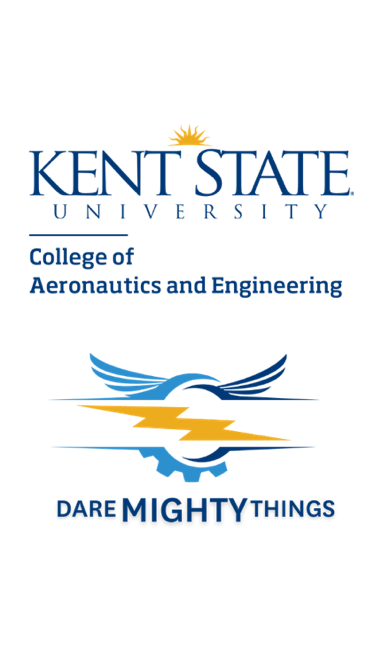 KENT STATE
UNIVERSITY
College of
Aeronautics and Engineering
DARE MIGHTY THINGS